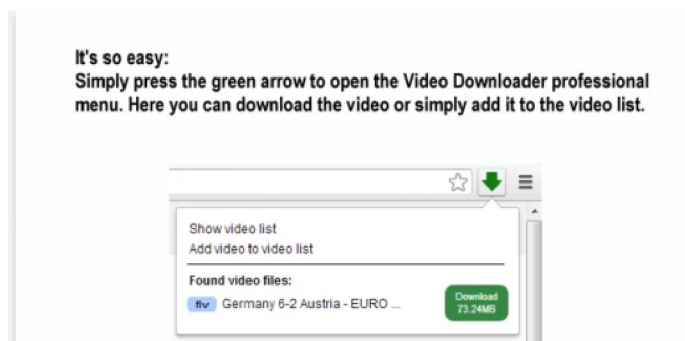 It's so easy:
Simply press the green arrow to open the Video Downloader professional
menu. Here you can download the video or simply add it to the video list.
Show video list
Add video to video list
Found video files:
flv Germany 6-2 Austria - EURO ...
Download
73.24MB